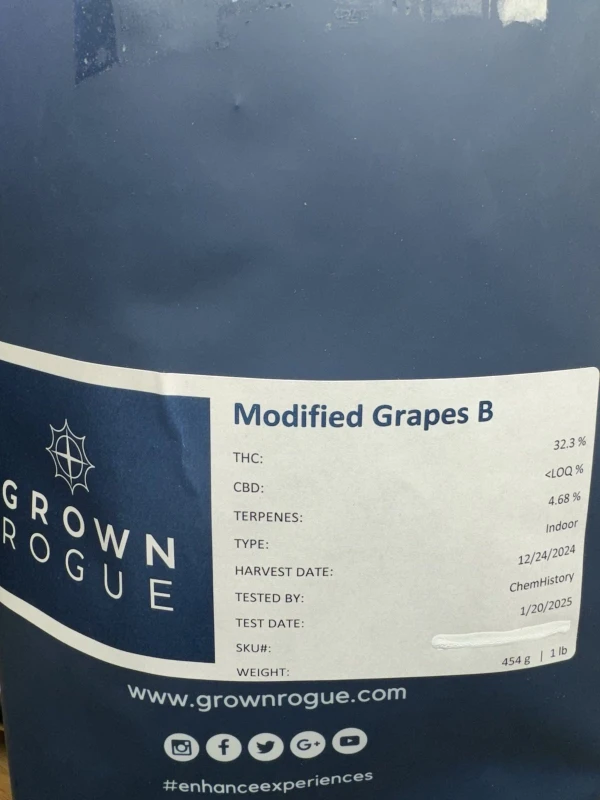 GROWN
ROGUE
Modified Grapes B
THC: 32.3 %
CBD: <LOQ %
TERPENES: 4.68 %
TYPE: Indoor
HARVEST DATE: 12/24/2024
TESTED BY: ChemHistory
TEST DATE: 1/20/2025
SKU#:
WEIGHT: 454 g | 1 lb
www.grownrogue.com
#enhanceexperiences